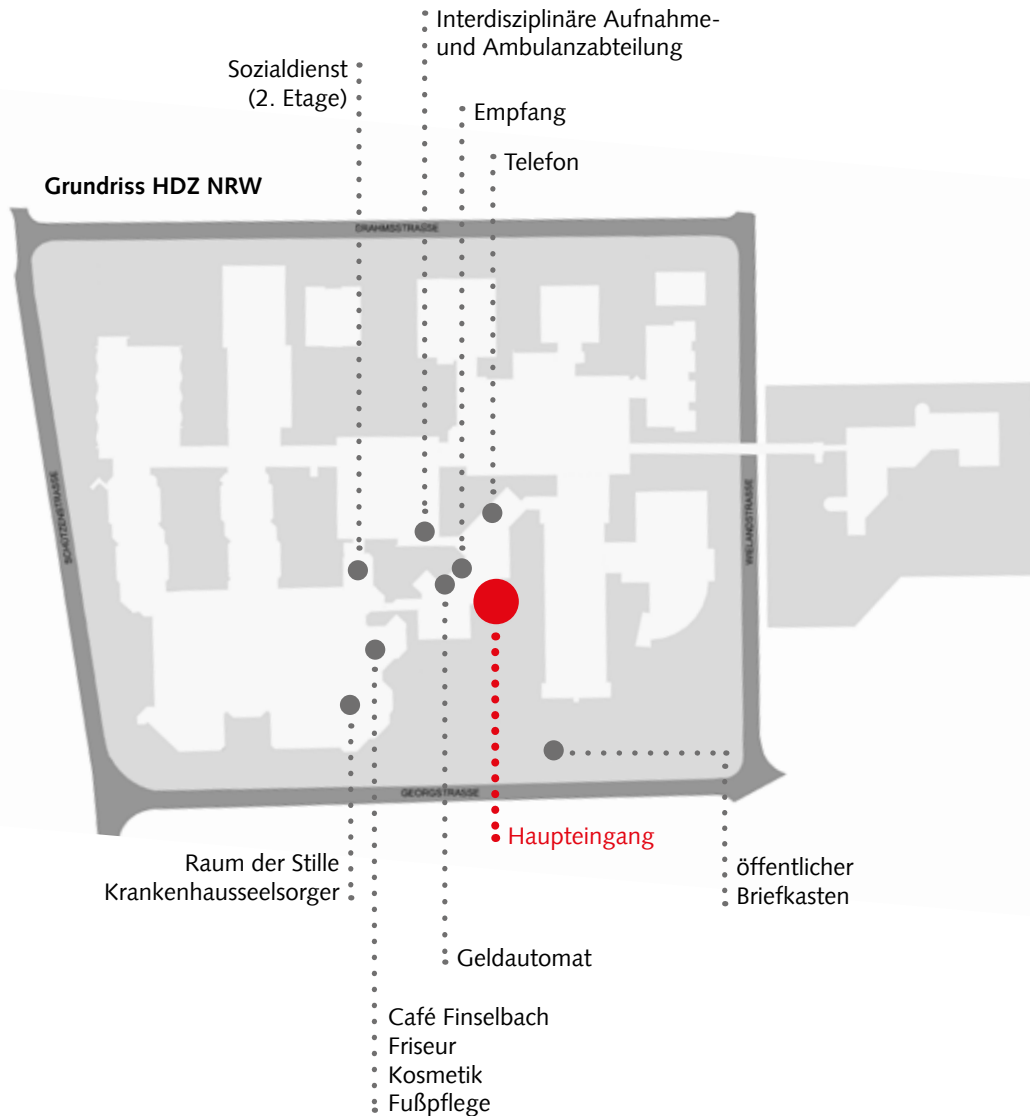 Interdisziplinäre Aufnahme-
und Ambulanzabteilung
Sozialdienst
(2. Etage)
Empfang
Telefon
Grundriss HDZ NRW
BRAHMSSTRASSE
SCHÜTZENSTRASSE
WIELANDSTRASSE
GEORGSTRASSE
Haupteingang
Raum der Stille
Krankenhausseelsorger
öffentlicher
Briefkasten
Geldautomat
Café Finselbach
Friseur
Kosmetik
Fußpflege